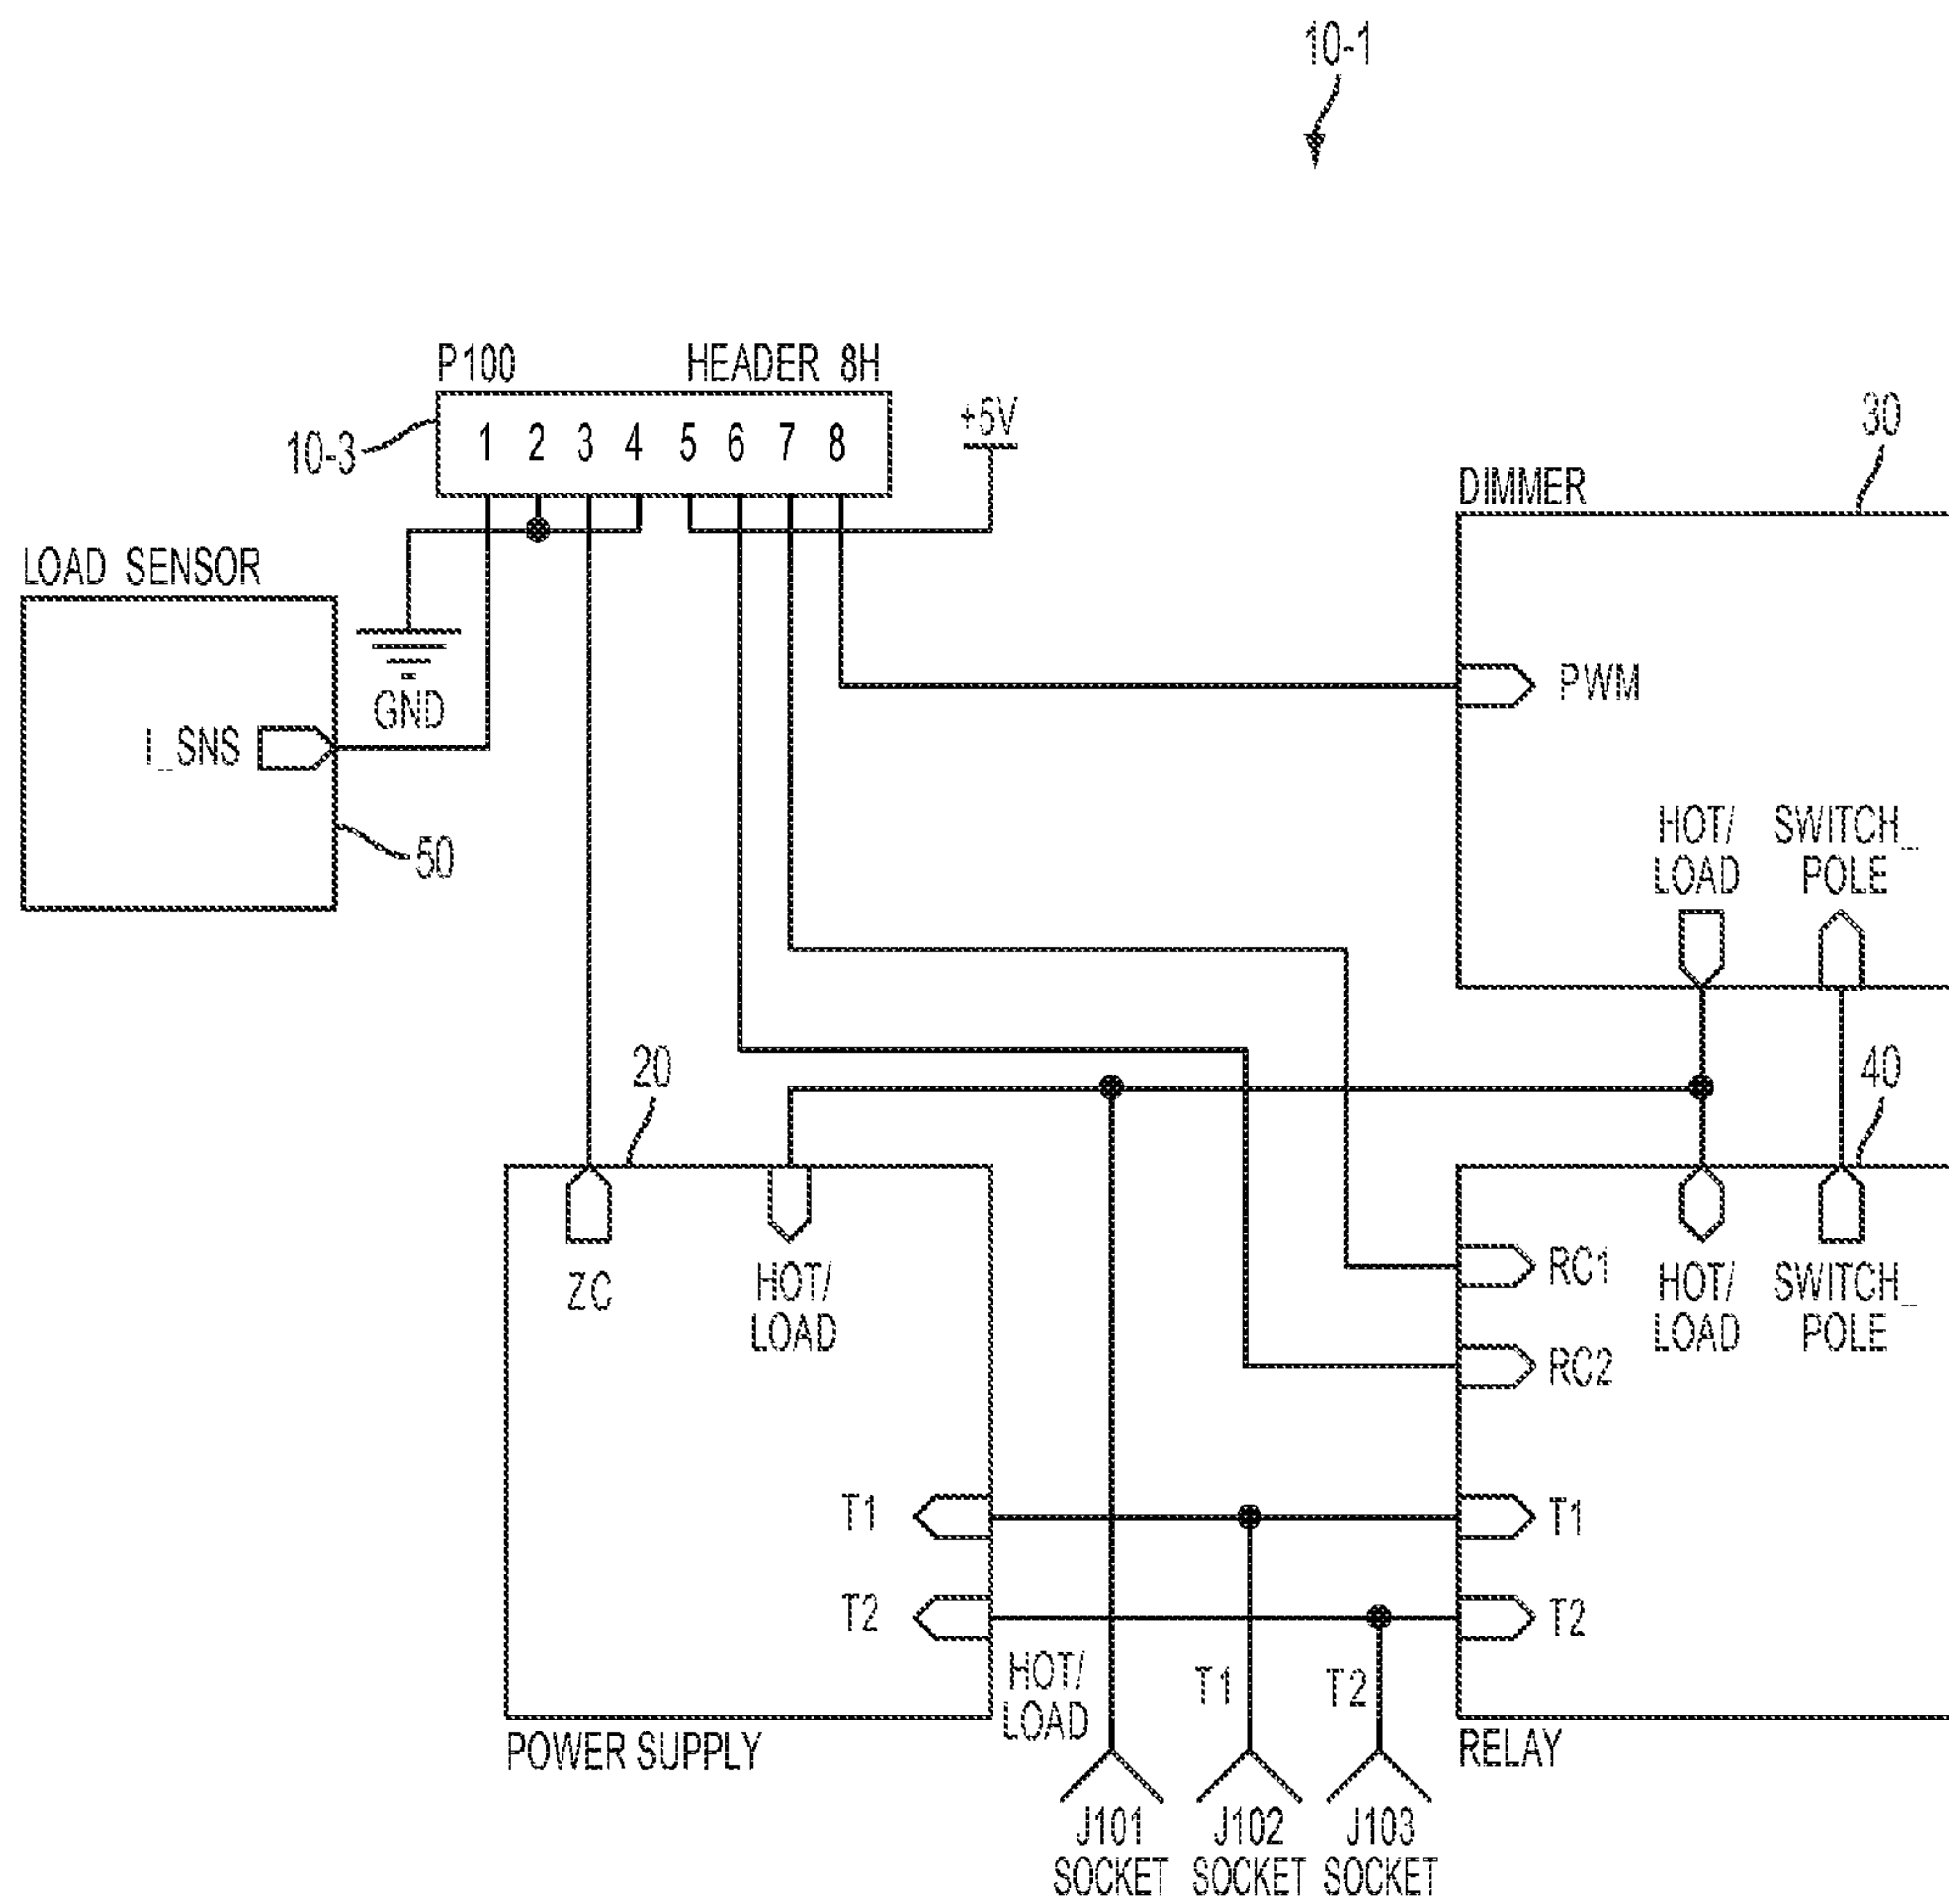 10-1
P100 HEADER 8H
10-3
1 2 3 4 5 6 7 8
+5V
30
DIMMER
LOAD SENSOR
GND
I_SNS
50
PWM
HOT/
LOAD
SWITCH_
POLE
20
40
ZC
HOT/
LOAD
RC1
RC2
HOT/
LOAD
SWITCH_
POLE
T1
T2
T1
T2
HOT/
LOAD
T1
T2
POWER SUPPLY
RELAY
J101
SOCKET
J102
SOCKET
J103
SOCKET